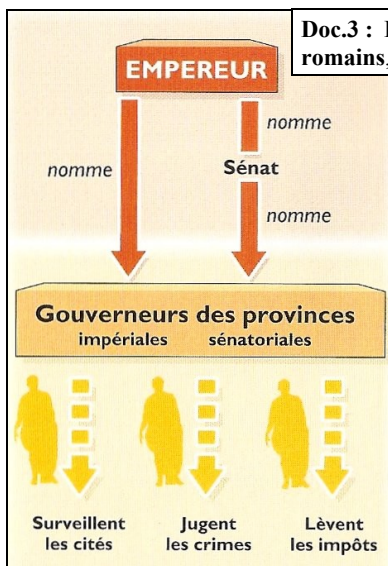 Doc.3 :
romains,
EMPEREUR
nomme
nomme
Sénat
nomme
Gouverneurs des provinces
impériales sénatoriales
Surveillent
les cités
Jugent
les crimes
Lèvent
les impôts